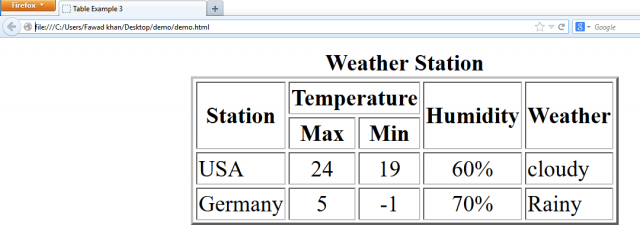 Firefox
Table Example 3
file:///C:/Users/Fawad khan/Desktop/demo/demo.html
Google
Weather Station
Station Temperature Humidity Weather
Max Min
USA 24 19 60% cloudy
Germany 5 -1 70% Rainy